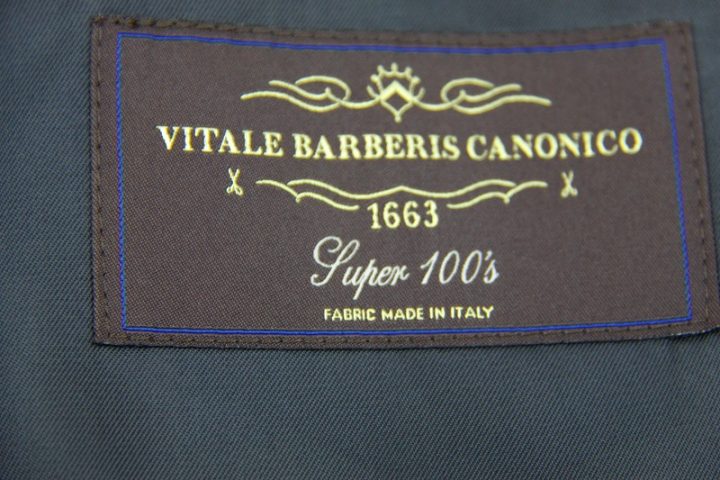 VITALE BARBERIS CANONICO
1663
Super 100's
FABRIC MADE IN ITALY